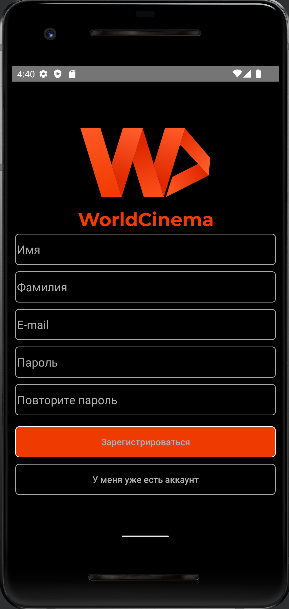 4:40
WorldCinema
Имя
Фамилия
E-mail
Пароль
Повторите пароль
Зарегистрироваться
У меня уже есть аккаунт